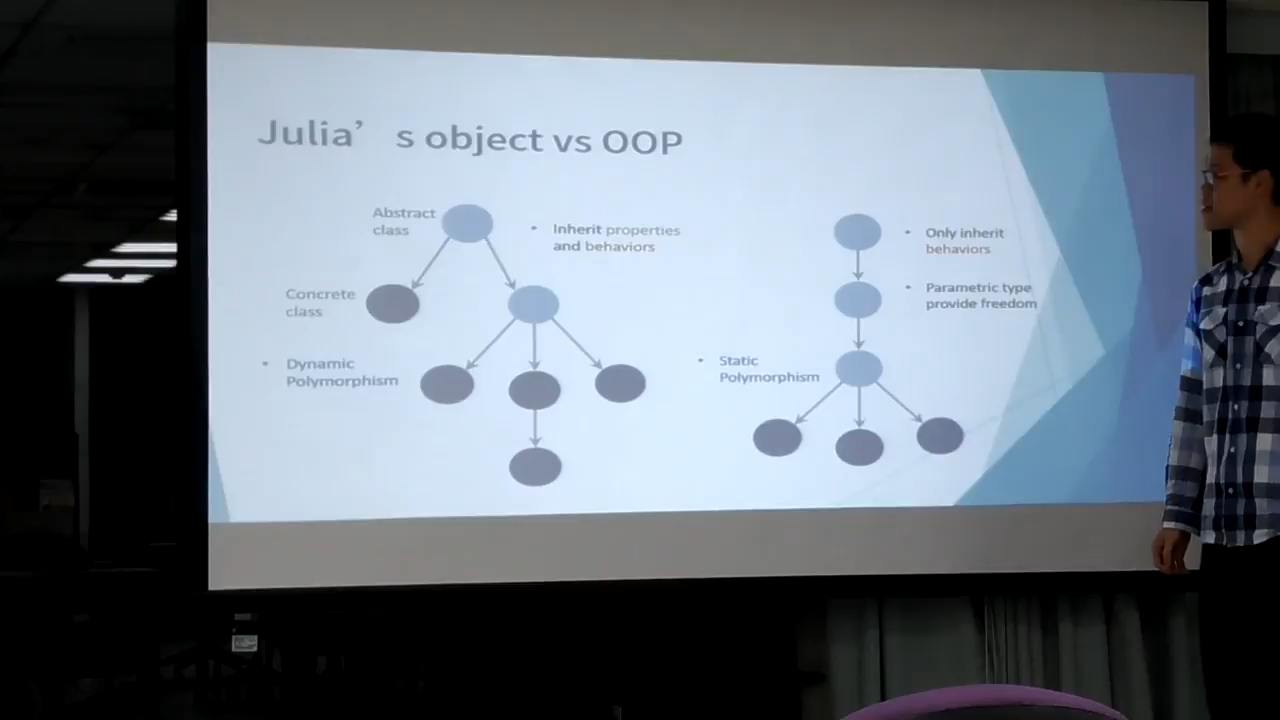 Julia’ s object vs OOP
Abstract
class
• Inherit properties
and behaviors
Concrete
class
• Dynamic
Polymorphism
• Only inherit
behaviors
• Parametric type
provide freedom
• Static
Polymorphism